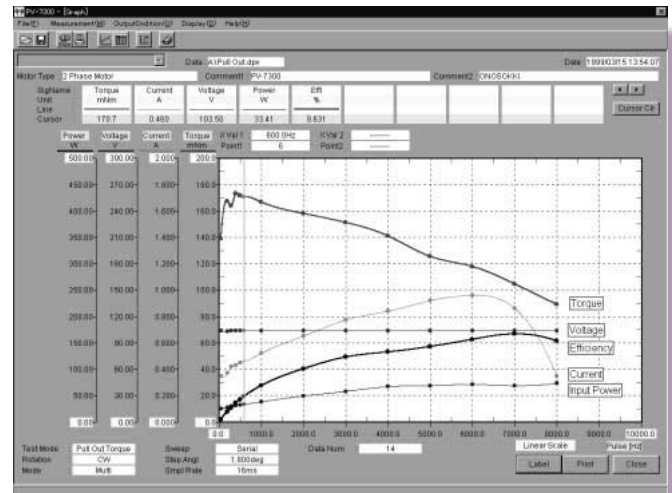 PV-7300 - [Graph]
File(F) Measurement(M) OutputCondition(O) Display(D) Help(H)
Data A:\Pull Out.dpv Date 1999/03/15 13:54:07
Motor Type 2 Phase Motor Comment1 PV-7300 Comment2 ONOSOKKI
SigName Torque Current Voltage Power Effi
Unit mNm A V W %
Line
Cursor 170.7 0.460 103.50 33.41 9.631
Cursor Clr
Power Voltage Current Torque XVal 1 600.0Hz XVal 2 -------
W V A mNm Point1 6 Point2 -------
500.00 300.00 2.000 200.0
450.00 270.00 1.800 180.0
400.00 240.00 1.600 160.0
350.00 210.00 1.400 140.0
300.00 180.00 1.200 120.0
250.00 150.00 1.000 100.0
200.00 120.00 0.800 80.0
150.00 90.00 0.600 60.0
100.00 60.00 0.400 40.0
50.00 30.00 0.200 20.0
0.00 0.00 0.000 0.0
Torque
Voltage
Efficiency
Current
Input Power
0.0 1000.0 2000.0 3000.0 4000.0 5000.0 6000.0 7000.0 8000.0 9000.0 10000.0
Linear Scale Pulse [Hz]
Test Mode Pull Out Torque Sweep Serial Data Num 14
Rotation CW Step Angl 1.800deg
Mode Multi Smpl Rate 16ms
Label Print Close